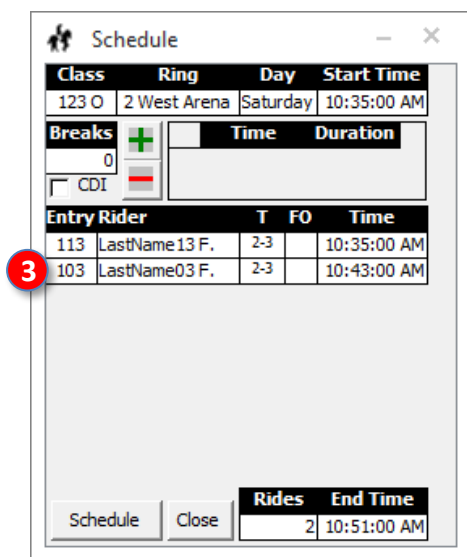 Schedule
Class Ring Day Start Time
123 O 2 West Arena Saturday 10:35:00 AM
Breaks Time Duration
0
CDI
Entry Rider T FO Time
113 LastName13 F. 2-3 10:35:00 AM
3 103 LastName03 F. 2-3 10:43:00 AM
Rides End Time
Schedule Close 2 10:51:00 AM